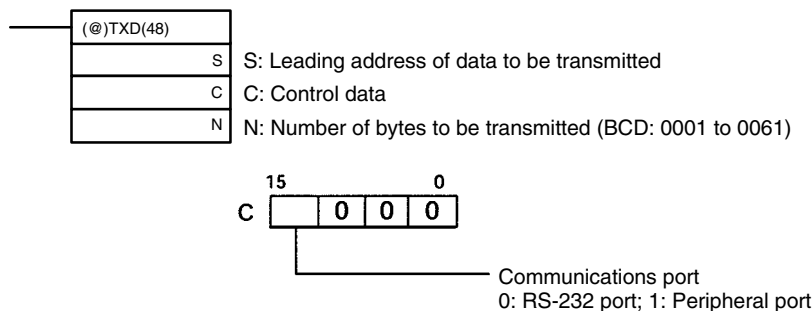 (@)TXD(48)
S S: Leading address of data to be transmitted
C C: Control data
N N: Number of bytes to be transmitted (BCD: 0001 to 0061)
15 0
C 0 0 0
Communications port
0: RS-232 port; 1: Peripheral port